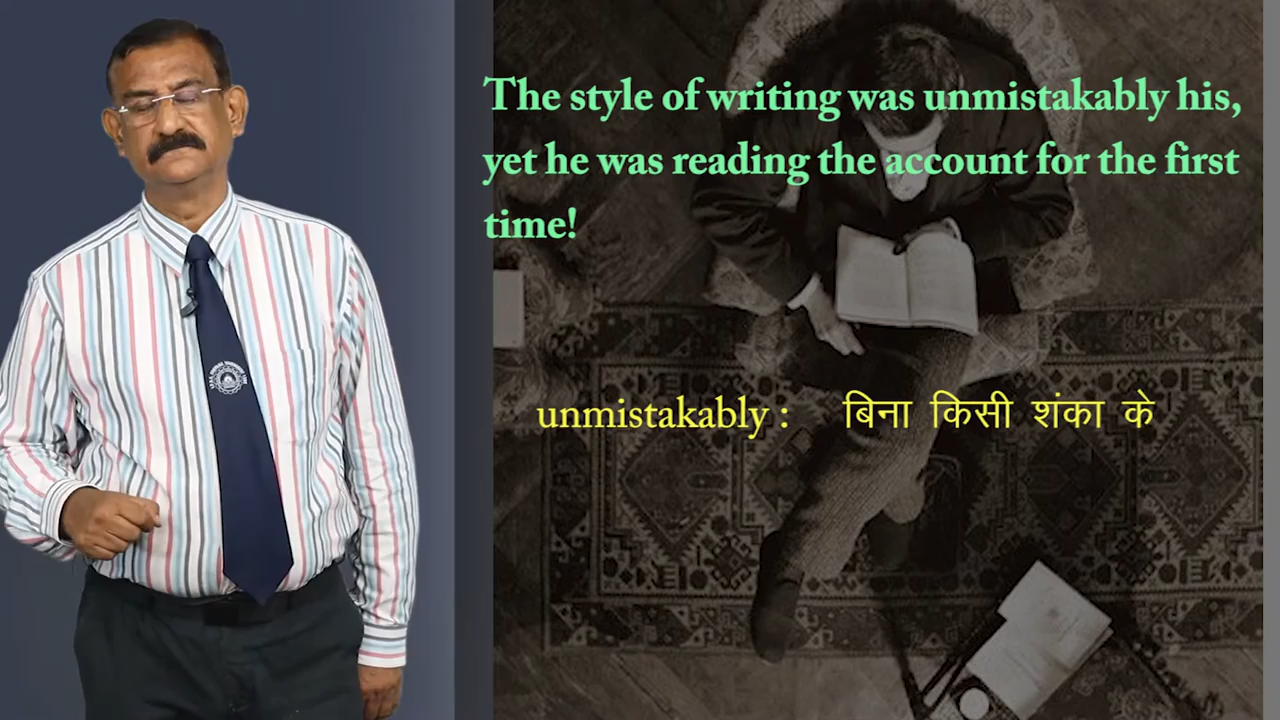 The style of writing was unmistakably his,
yet he was reading the account for the first
time!
unmistakably : बिना किसी शंका के